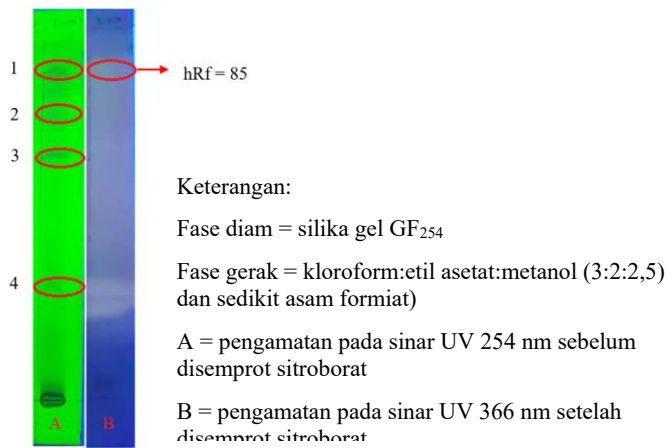 1
hRf = 85
2
3
Keterangan:
Fase diam = silika gel GF254
Fase gerak = kloroform:etil asetat:metanol (3:2:2,5)
4
dan sedikit asam formiat)
A = pengamatan pada sinar UV 254 nm sebelum
disemprot sitroborat
A B
B = pengamatan pada sinar UV 366 nm setelah
disemprot sitroborat